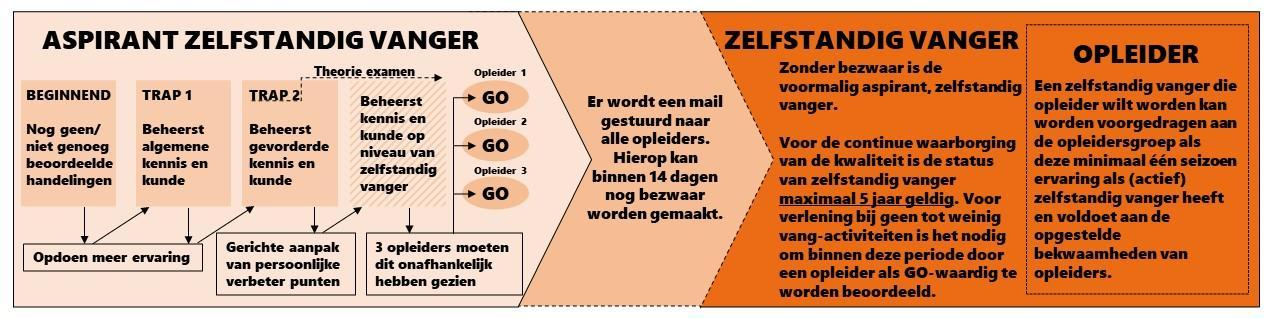 ASPIRANT ZELFSTANDIG VANGER
BEGINNEND
Nog geen/
niet genoeg
beoordeelde
handelingen
TRAP 1
Beheerst
algemene
kennis en
kunde
TRAP 2
Beheerst
gevorderde
kennis en
kunde
Theorie examen
Beheerst
kennis en
kunde op
niveau van
zelfstandig
vanger
Opleider 1
GO
Opleider 2
GO
Opleider 3
GO
Opdoen meer ervaring
Gerichte aanpak
van persoonlijke
verbeter punten
3 opleiders moeten
dit onafhankelijk
hebben gezien
Er wordt een mail
gestuurd naar
alle opleiders.
Hierop kan
binnen 14 dagen
nog bezwaar
worden gemaakt.
ZELFSTANDIG VANGER
Zonder bezwaar is de
voormalig aspirant, zelfstandig
vanger.
Voor de continue waarborging
van de kwaliteit is de status
van zelfstandig vanger
maximaal 5 jaar geldig. Voor
verlening bij geen tot weinig
vang-activiteiten is het nodig
om binnen deze periode door
een opleider als GO-waardig te
worden beoordeeld.
OPLEIDER
Een zelfstandig vanger die
opleider wilt worden kan
worden voorgedragen aan
de opleidersgroep als
deze minimaal één seizoen
ervaring als (actief)
zelfstandig vanger heeft
en voldoet aan de
opgestelde
bekwaamheden van
opleiders.